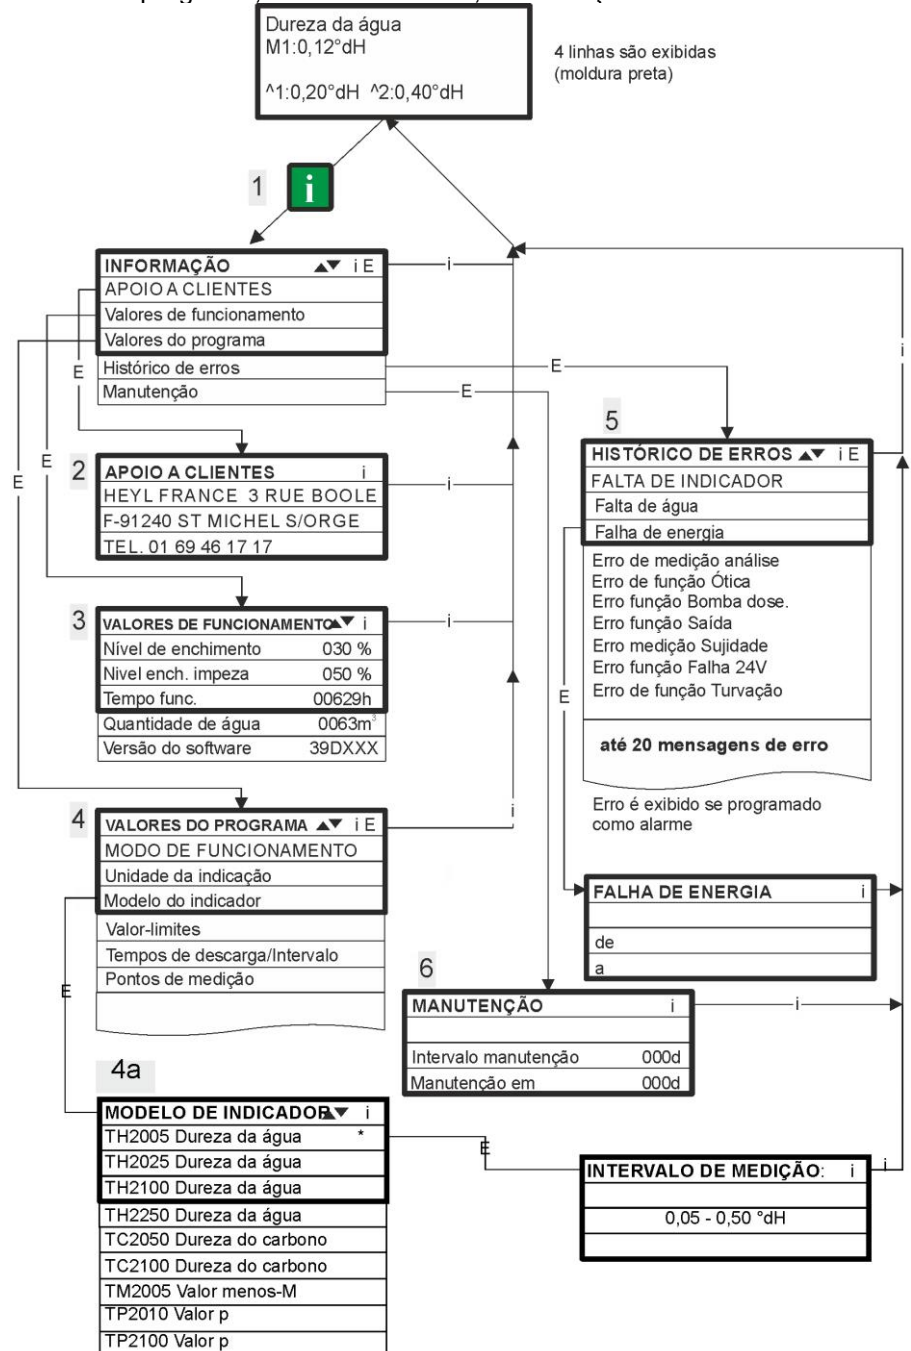 Dureza da água
M1:0,12°dH
^1:0,20°dH ^2:0,40°dH
4 linhas são exibidas
(moldura preta)
1
i
INFORMAÇÃO ▲▼ i E
APOIO A CLIENTES
Valores de funcionamento
Valores do programa
Histórico de erros
Manutenção
i
E
E
E
E
E
i
2
APOIO A CLIENTES i
HEYL FRANCE 3 RUE BOOLE
F-91240 ST MICHEL S/ORGE
TEL. 01 69 46 17 17
i
3
VALORES DE FUNCIONAMENTO▲▼ i
Nível de enchimento 030 %
Nivel ench. impeza 050 %
Tempo func. 00629h
Quantidade de água 0063m³
Versão do software 39DXXX
i
4
VALORES DO PROGRAMA ▲▼ i E
MODO DE FUNCIONAMENTO
Unidade da indicação
Modelo do indicador
Valor-limites
Tempos de descarga/Intervalo
Pontos de medição
i
E
4a
MODELO DE INDICADOR▲▼ i
TH2005 Dureza da água *
TH2025 Dureza da água
TH2100 Dureza da água
TH2250 Dureza da água
TC2050 Dureza do carbono
TC2100 Dureza do carbono
TM2005 Valor menos-M
TP2010 Valor p
TP2100 Valor p
E
5
HISTÓRICO DE ERROS ▲▼ i E
FALTA DE INDICADOR
Falta de água
Falha de energia
Erro de medição análise
Erro de função Ótica
Erro função Bomba dose.
Erro função Saída
Erro medição Sujidade
Erro função Falha 24V
Erro de função Turvação
até 20 mensagens de erro
Erro é exibido se programado
como alarme
E
FALHA DE ENERGIA i
de
a
6
MANUTENÇÃO i
Intervalo manutenção 000d
Manutenção em 000d
i
INTERVALO DE MEDIÇÃO: i
0,05 - 0,50 °dH
i